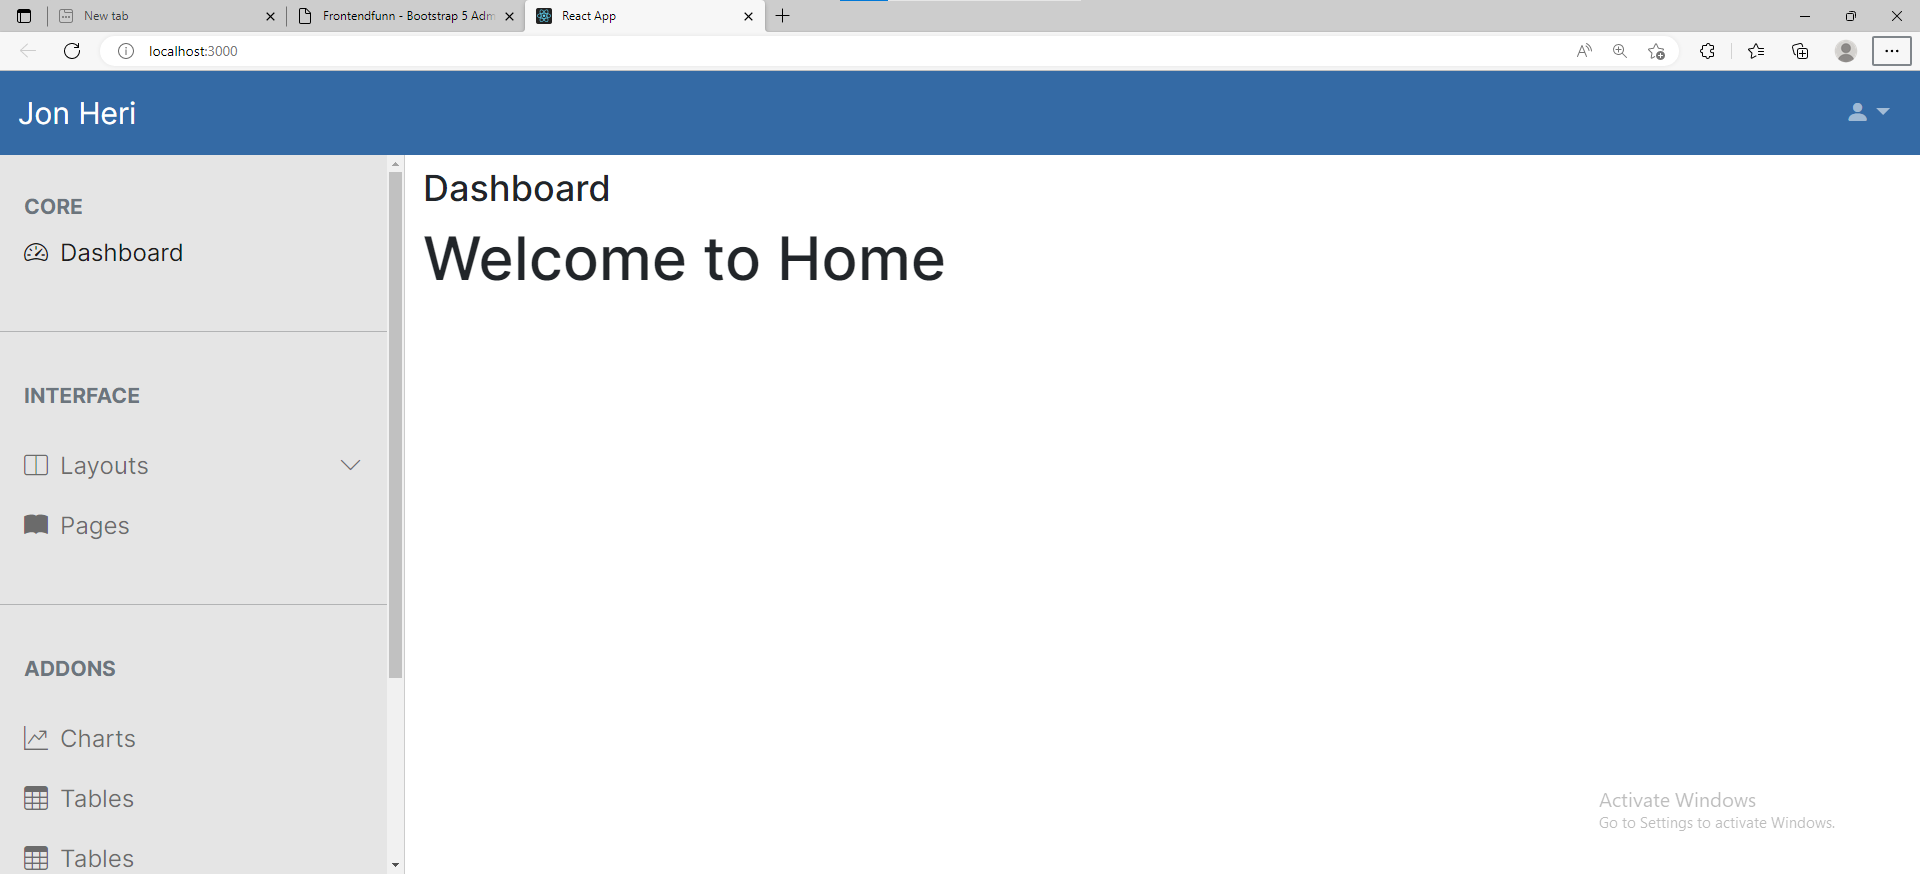 New tab
Frontendfunn - Bootstrap 5 Adm
React App
localhost:3000
Jon Heri
CORE
Dashboard
INTERFACE
Layouts
Pages
ADDONS
Charts
Tables
Tables
Dashboard
Welcome to Home
Activate Windows
Go to Settings to activate Windows.